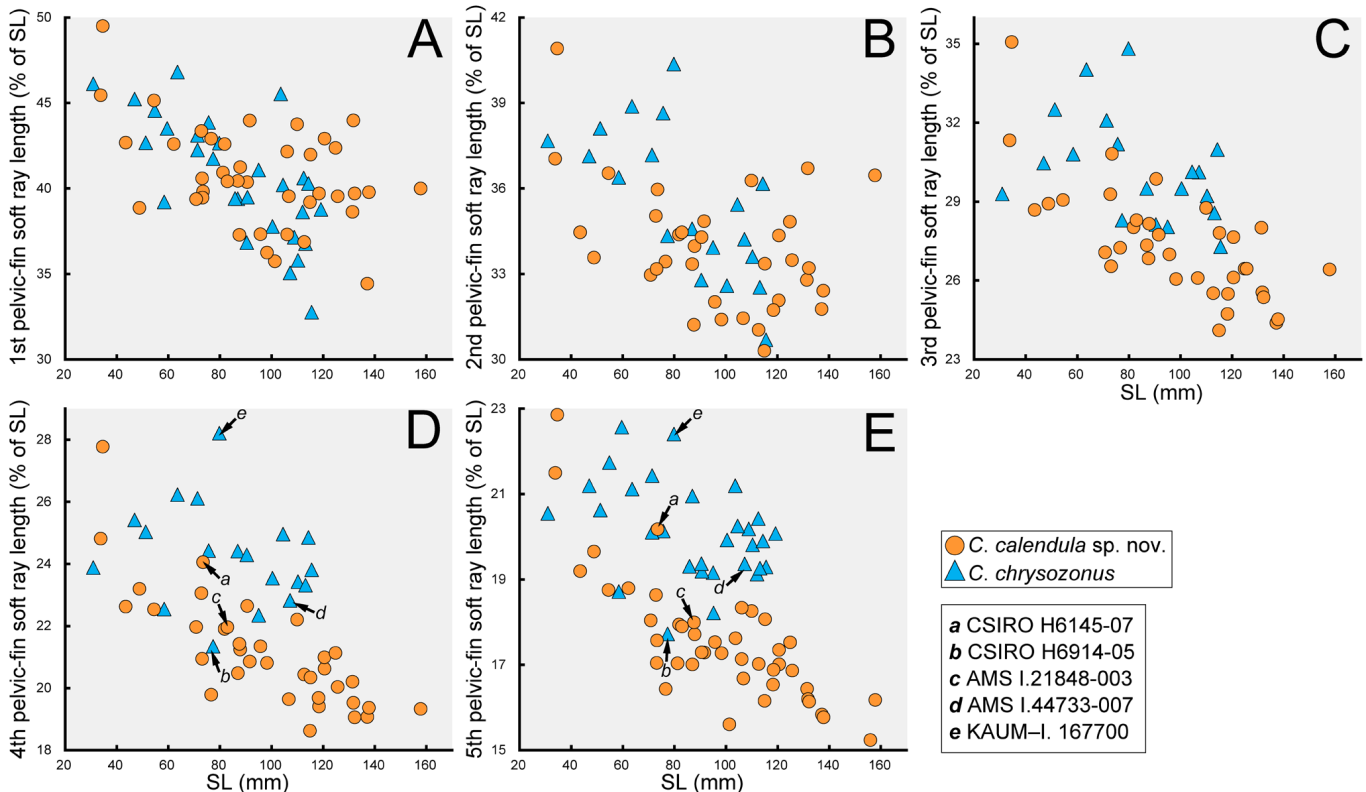 A
1st pelvic-fin soft ray length (% of SL)
50
45
40
35
30
20 40 60 80 100 120 140 160
B
2nd pelvic-fin soft ray length (% of SL)
42
39
36
33
30
20 40 60 80 100 120 140 160
C
3rd pelvic-fin soft ray length (% of SL)
35
32
29
26
23
20 40 60 80 100 120 140 160
SL (mm)
D
4th pelvic-fin soft ray length (% of SL)
28
26
24
22
20
18
e
a
c
d
b
20 40 60 80 100 120 140 160
SL (mm)
E
5th pelvic-fin soft ray length (% of SL)
23
21
19
17
15
e
a
d
c
b
20 40 60 80 100 120 140 160
SL (mm)
C. calendula sp. nov.
C. chrysozonus
a CSIRO H6145-07
b CSIRO H6914-05
c AMS I.21848-003
d AMS I.44733-007
e KAUM–I. 167700